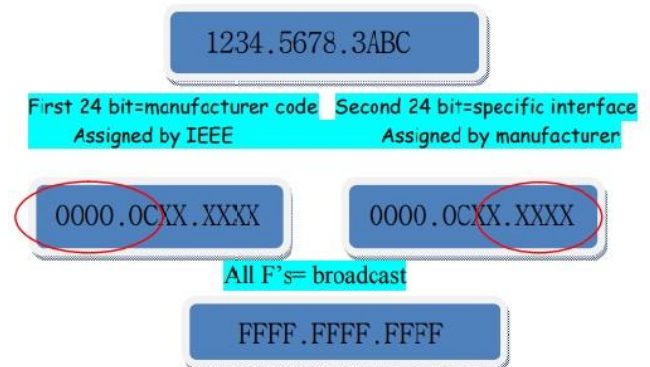 1234.5678.3ABC
First 24 bit=manufacturer code Second 24 bit=specific interface
Assigned by IEEE Assigned by manufacturer
0000.0CXX.XXXX 0000.0CXX.XXXX
All F's= broadcast
FFFF.FFFF.FFFF